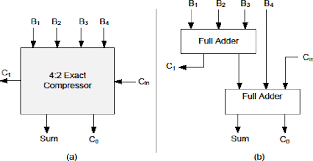 B1 B2 B3 B4
4:2 Exact
Compressor
C1
Cin
Sum
C0
(a)
B1 B2 B3 B4
Full Adder
C1
Cin
Full Adder
Sum
C0
(b)